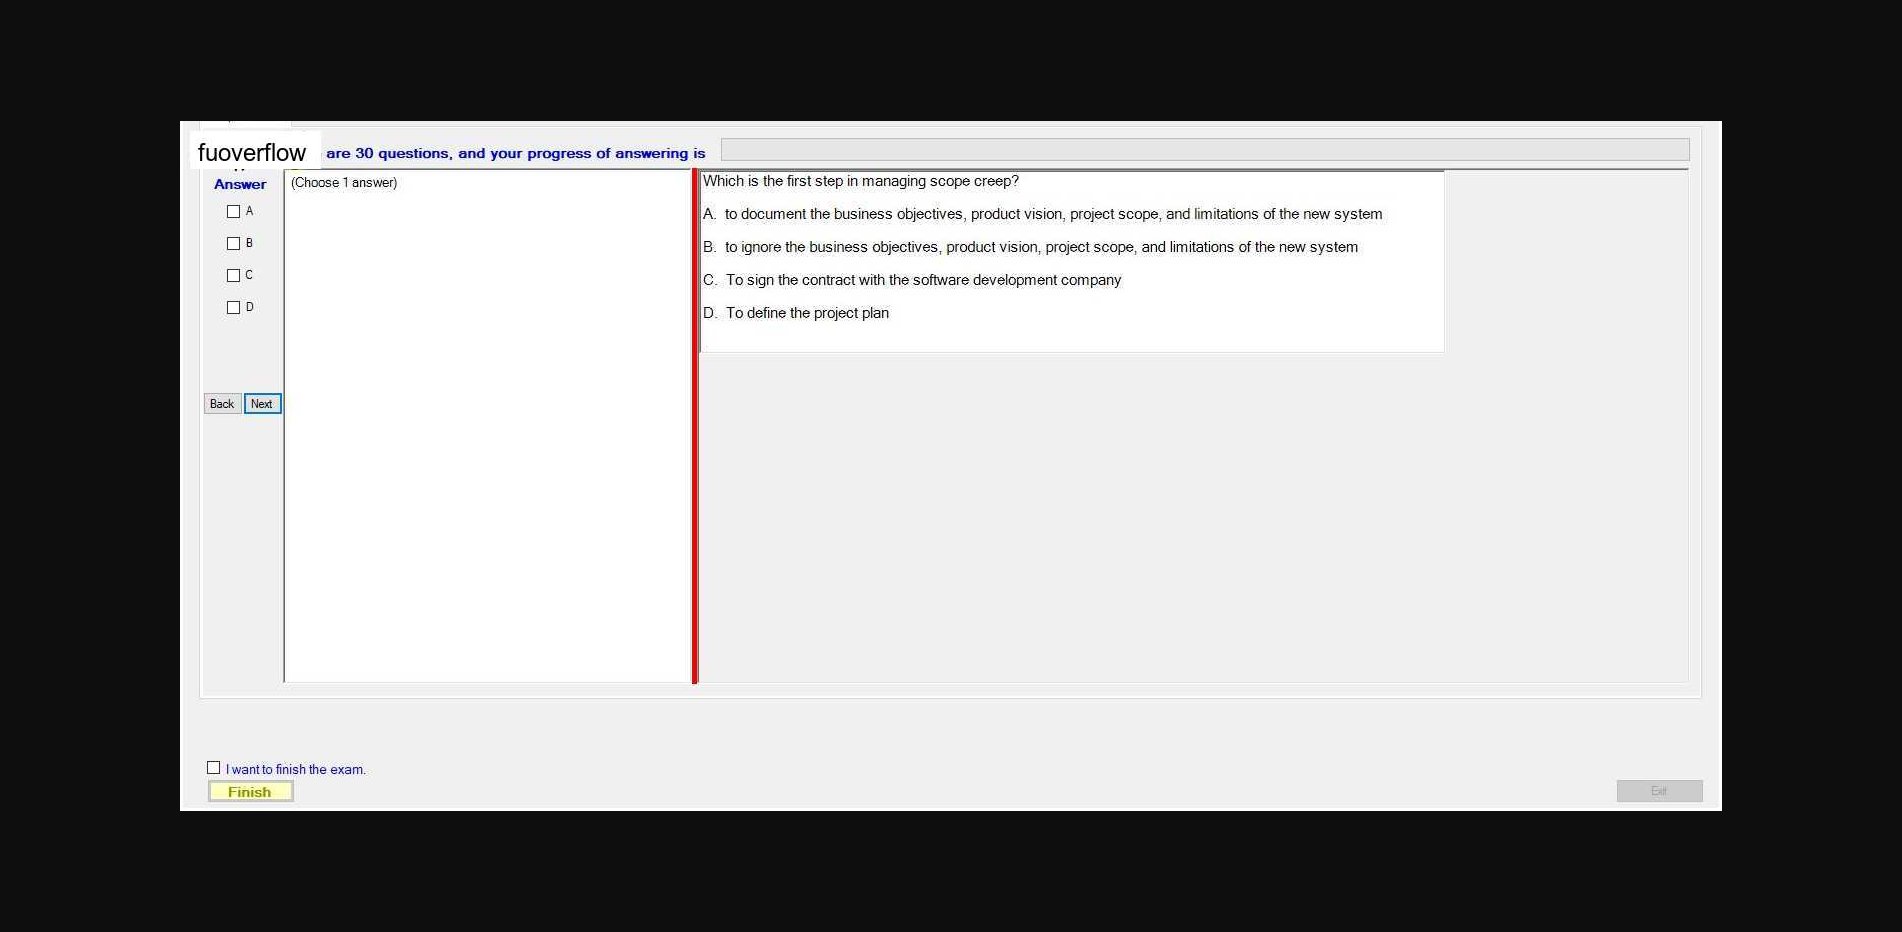 fuoverflow are 30 questions, and your progress of answering is
Answer
(Choose 1 answer)
A
B
C
D
Back Next
Which is the first step in managing scope creep?
A. to document the business objectives, product vision, project scope, and limitations of the new system
B. to ignore the business objectives, product vision, project scope, and limitations of the new system
C. To sign the contract with the software development company
D. To define the project plan
I want to finish the exam.
Finish
Exit